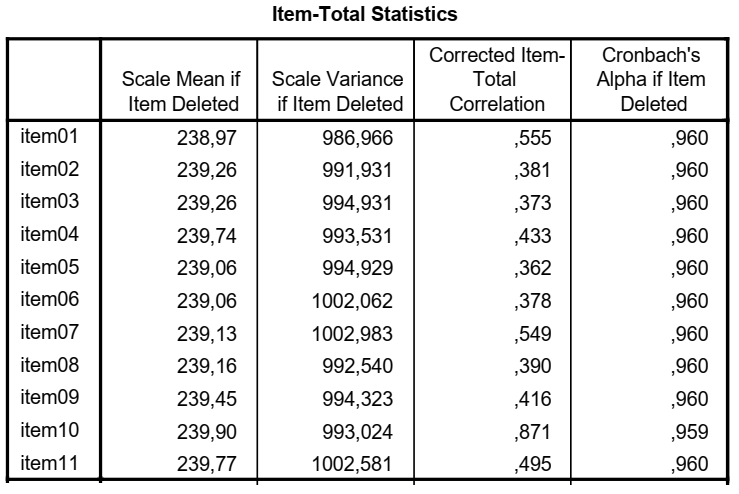 Item-Total Statistics
Scale Mean if Item Deleted Scale Variance if Item Deleted Corrected Item-Total Correlation Cronbach's Alpha if Item Deleted
item01 238,97 986,966 ,555 ,960
item02 239,26 991,931 ,381 ,960
item03 239,26 994,931 ,373 ,960
item04 239,74 993,531 ,433 ,960
item05 239,06 994,929 ,362 ,960
item06 239,06 1002,062 ,378 ,960
item07 239,13 1002,983 ,549 ,960
item08 239,16 992,540 ,390 ,960
item09 239,45 994,323 ,416 ,960
item10 239,90 993,024 ,871 ,959
item11 239,77 1002,581 ,495 ,960